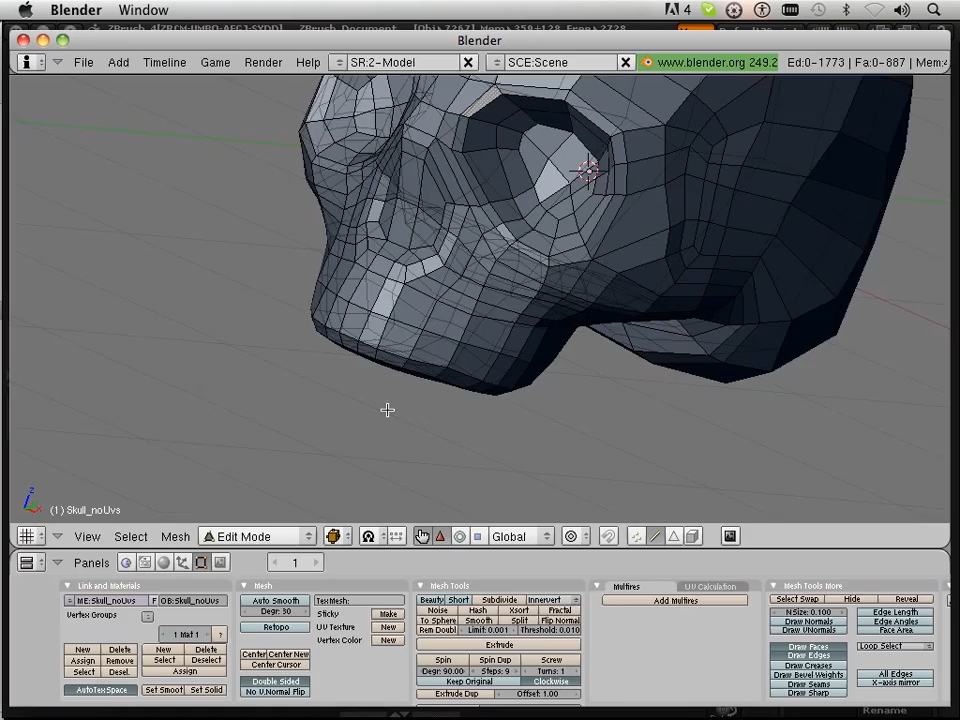 Blender Window 4
Blender
File Add Timeline Game Render Help SR:2-Model SCE:Scene www.blender.org 249.2 Ed:0-1773 | Fa:0-887 | Mem:4
z
(1) Skull_noUvs
View Select Mesh Edit Mode Global
Panels 1
Link and Materials Mesh Mesh Tools Multires UV Calculation Mesh Tools More
ME:Skull_noUvs F OB:Skull_noUvs Auto Smooth TexMesh: Beauty Short Subdivide Innervert Add Multires Select Swap Hide Reveal
Vertex Groups Degr: 30 Sticky Make Noise Hash Xsort Fractal NSize: 0.100 Edge Length
Retopo UV Texture New To Sphere Smooth Split Flip Normal Draw Normals Edge Angles
1 Mat 1 ? Vertex Color New Rem Doubl Limit: 0.001 Threshold: 0.010 Draw VNormals Face Area
New Delete New Delete Center Center New Extrude Draw Faces Loop Select
Assign Remove Select Deselect Center Cursor Spin Spin Dup Screw Draw Edges
Select Desel. Assign Degr: 90.00 Steps: 9 Turns: 1 Draw Creases
Double Sided Keep Original Clockwise Draw Bevel Weights All Edges
AutoTexSpace Set Smoot Set Solid No V.Normal Flip Extrude Dup Offset: 1.00 Draw Seams X-axis mirror
Draw Sharp
Rename